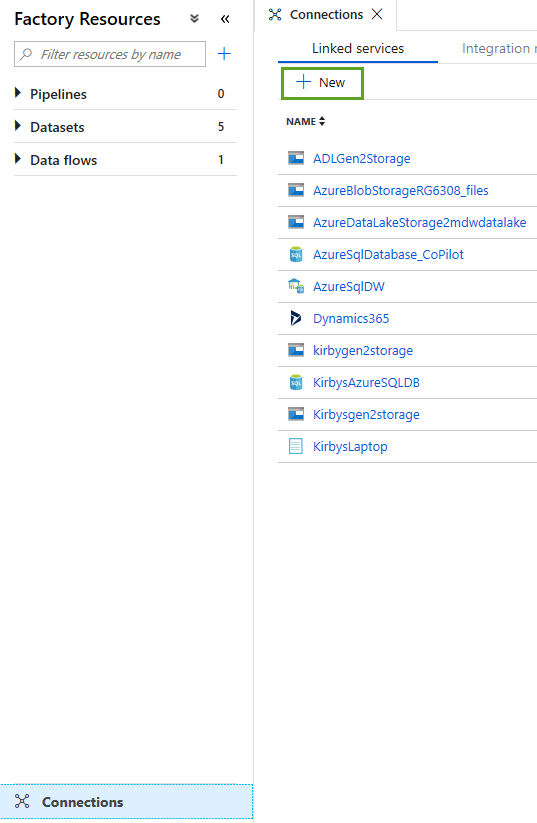 Factory Resources
Filter resources by name
Pipelines 0
Datasets 5
Data flows 1
Connections
Connections
Linked services Integration
New
NAME
ADLGen2Storage
AzureBlobStorageRG6308_files
AzureDataLakeStorage2mdwdatalake
AzureSqlDatabase_CoPilot
AzureSqlDW
Dynamics365
kirbygen2storage
KirbysAzureSQLDB
Kirbysgen2storage
KirbysLaptop